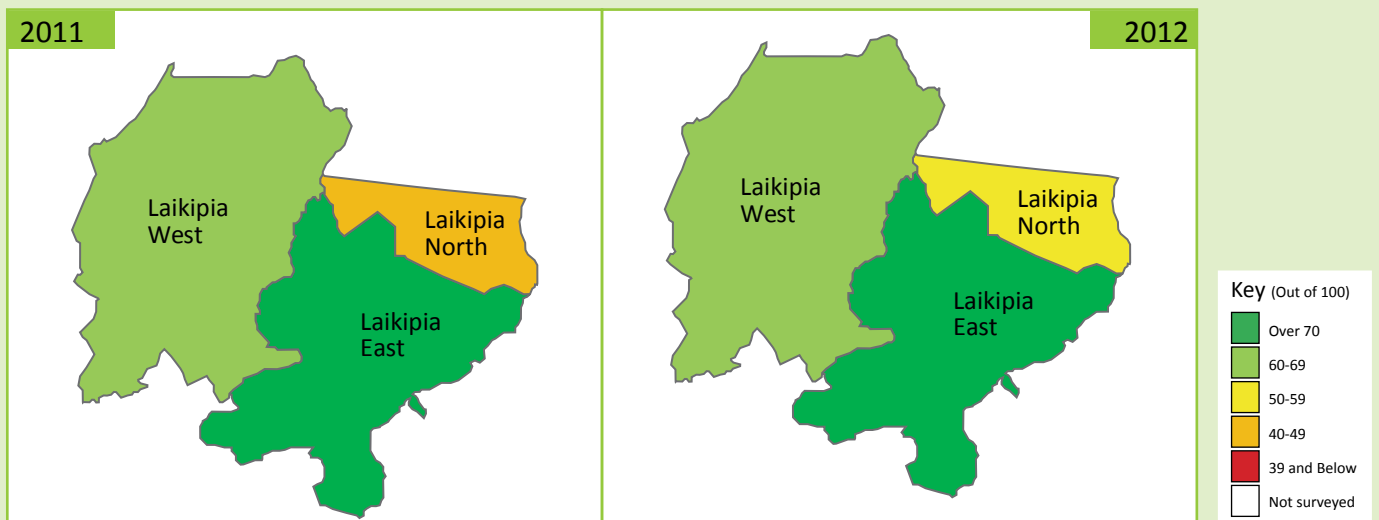 2011
Laikipia
West
Laikipia
North
Laikipia
East
2012
Laikipia
West
Laikipia
North
Laikipia
East
Key (Out of 100)
Over 70
60-69
50-59
40-49
39 and Below
Not surveyed